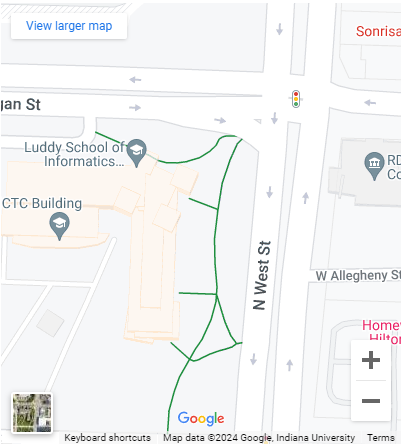 View larger map
Sonrisa
gan St
Luddy School of
Informatics...
RD
Co
CTC Building
N West St
W Allegheny St
Home
Hilton
Google
Keyboard shortcuts Map data ©2024 Google, Indiana University Terms